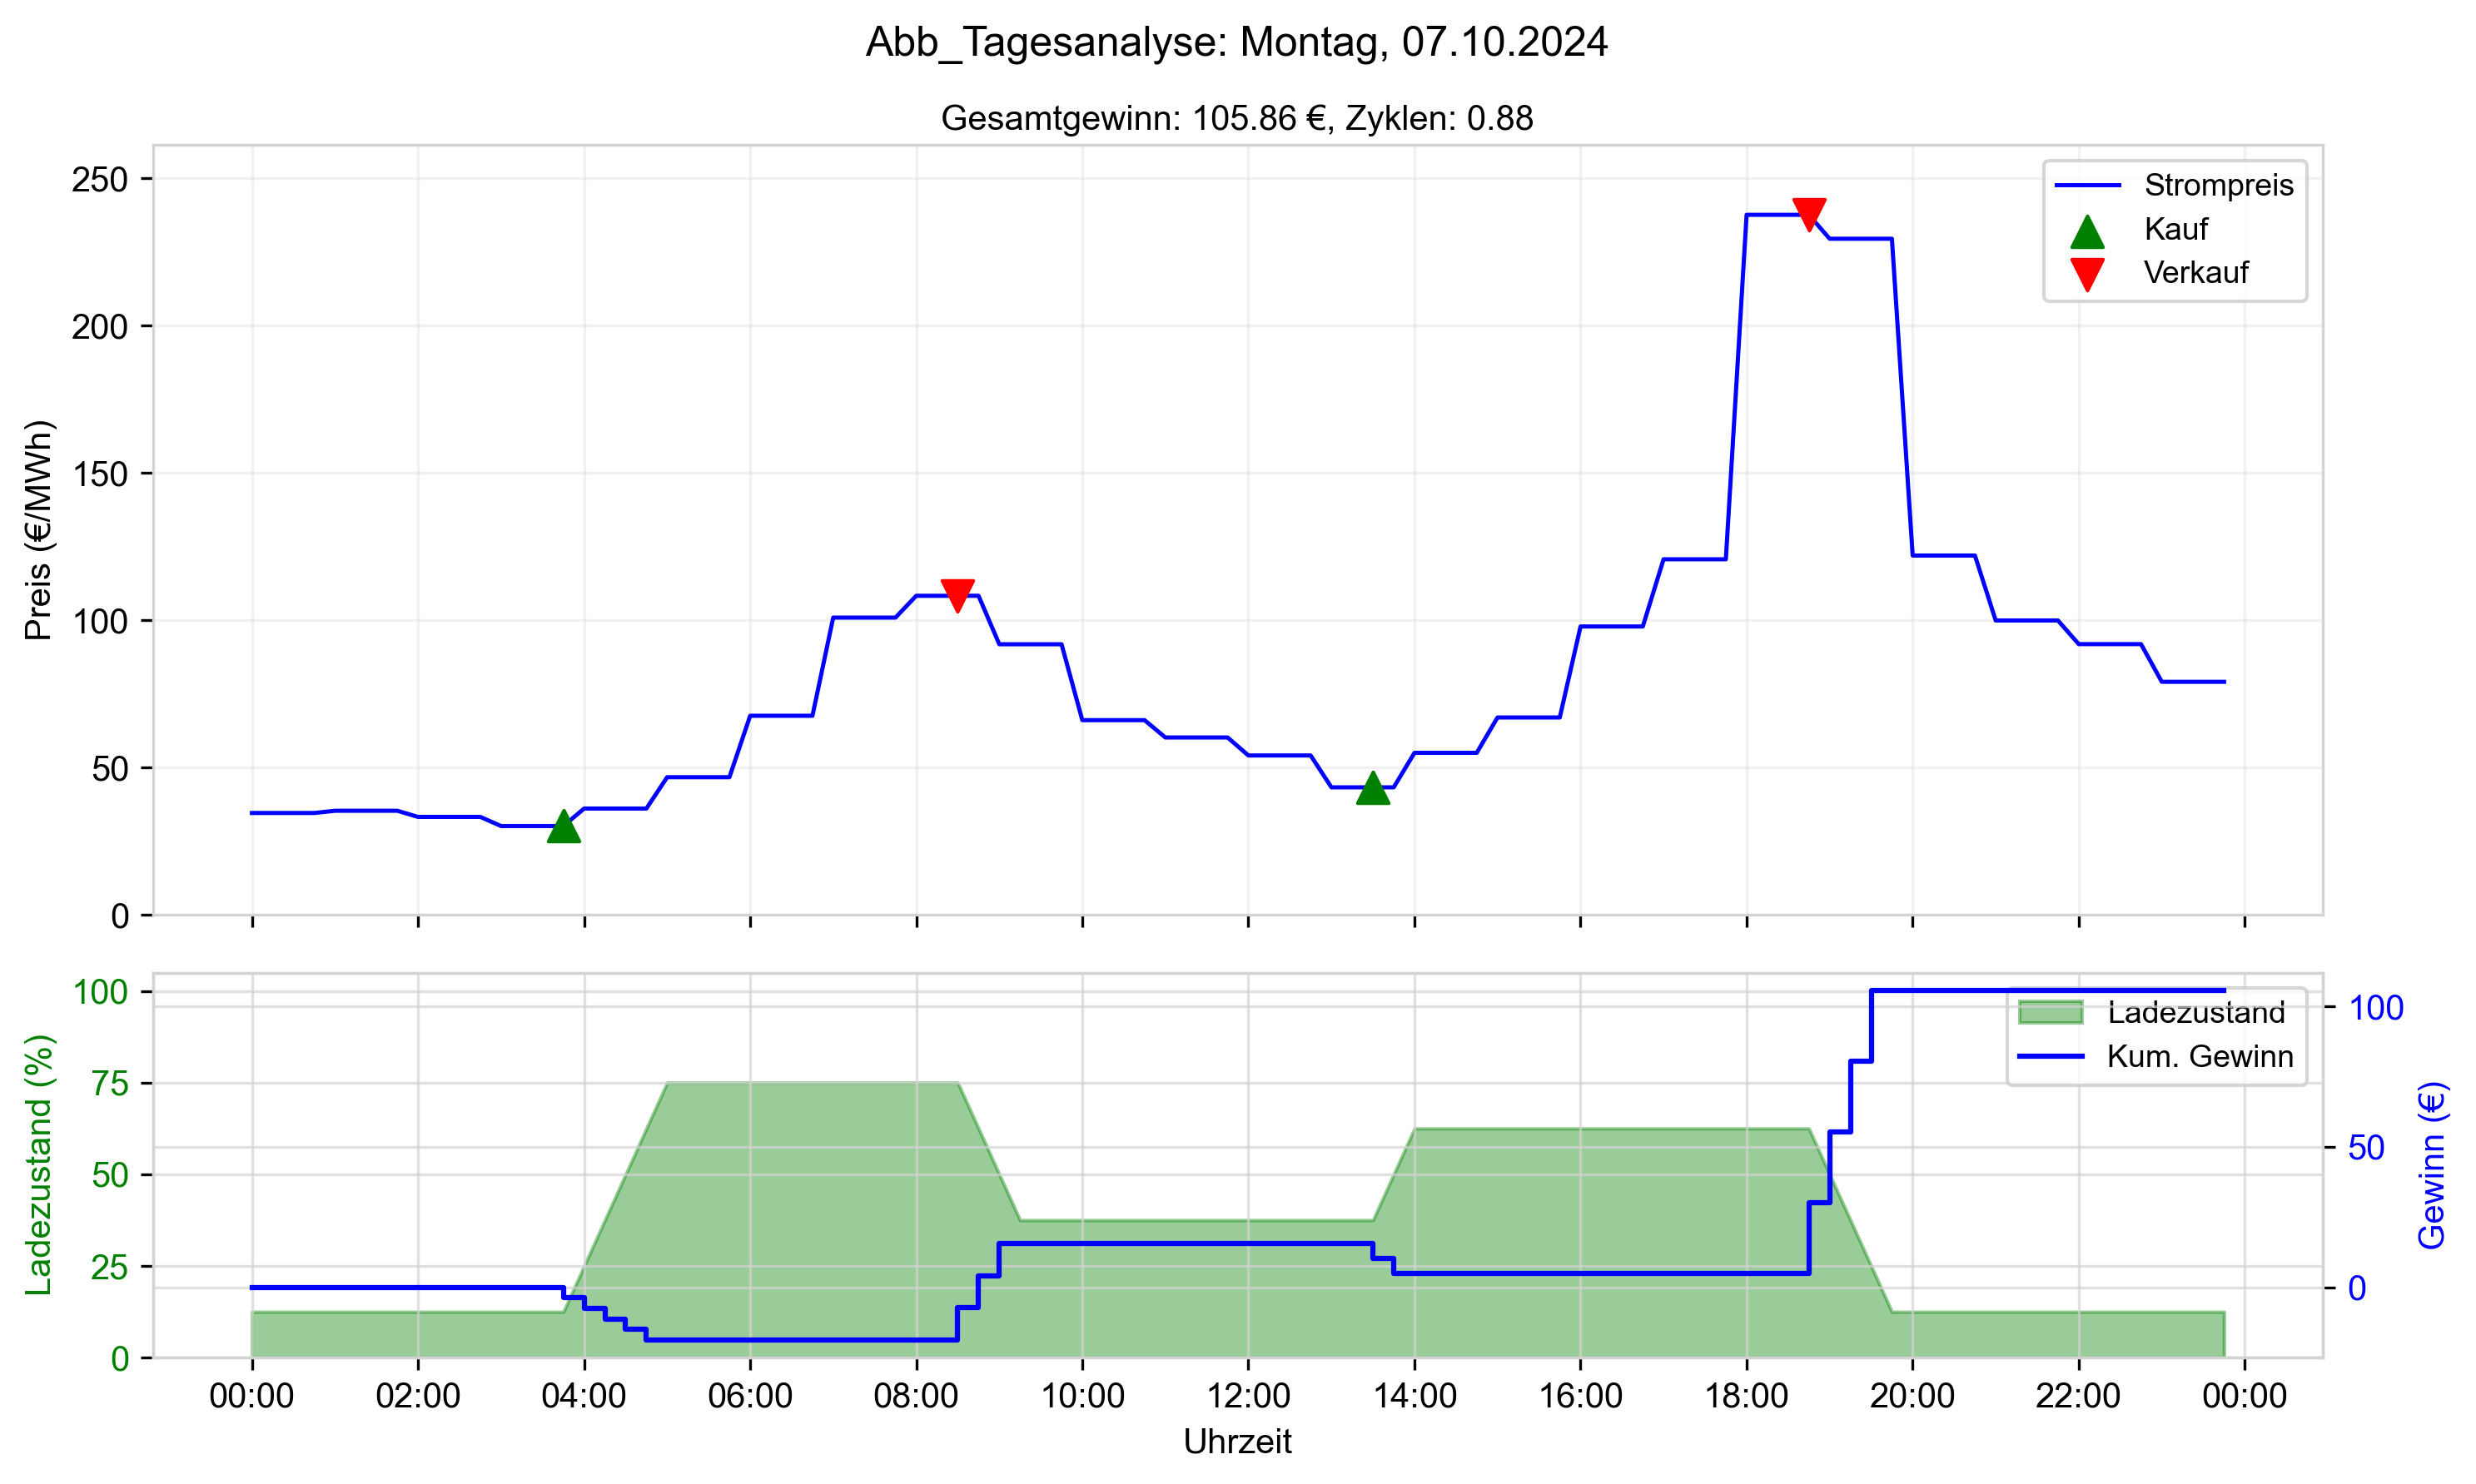 Abb_Tagesanalyse: Montag, 07.10.2024
Gesamtgewinn: 105.86 €, Zyklen: 0.88
Preis (€/MWh)
250
200
150
100
50
0
Strompreis
Kauf
Verkauf
Ladezustand (%)
100
75
50
25
0
Ladezustand
Kum. Gewinn
100
50
0
Gewinn (€)
00:00 02:00 04:00 06:00 08:00 10:00 12:00 14:00 16:00 18:00 20:00 22:00 00:00
Uhrzeit